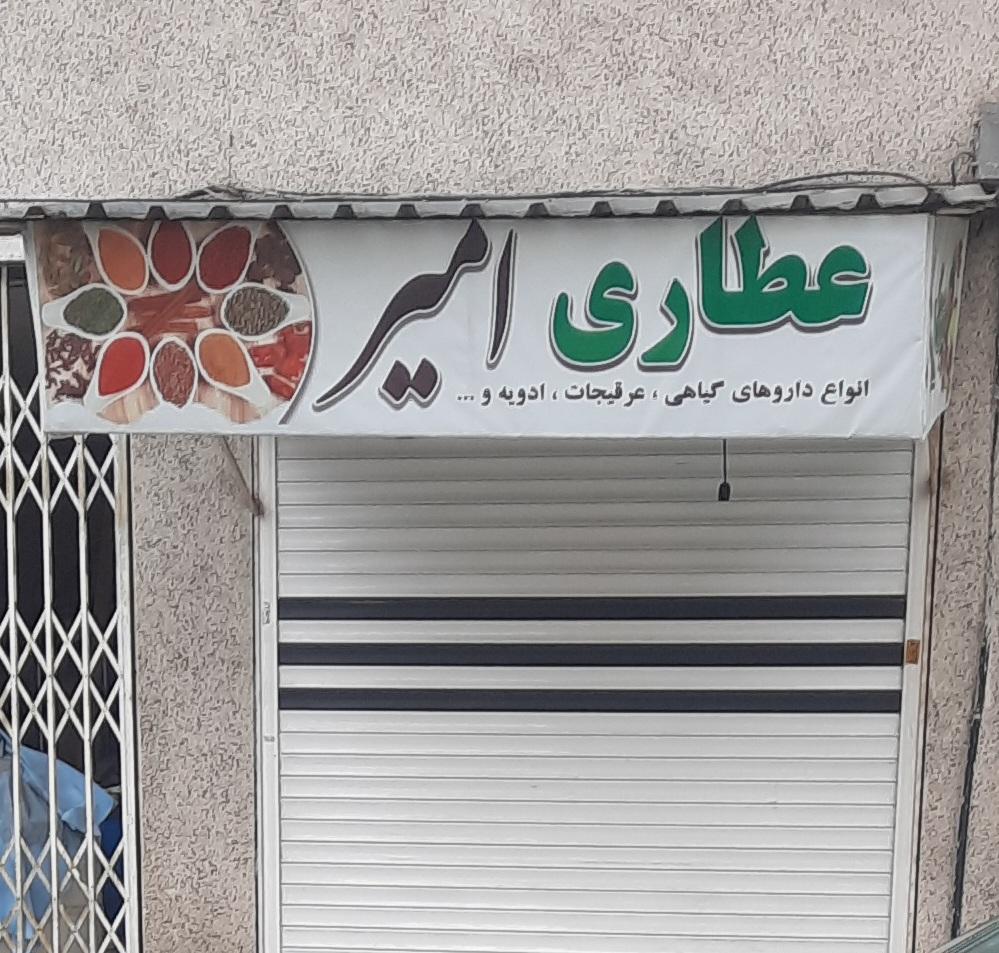 عطاری امیر
انواع داروهای گیاهی ، عرقیجات ، ادویه و ...